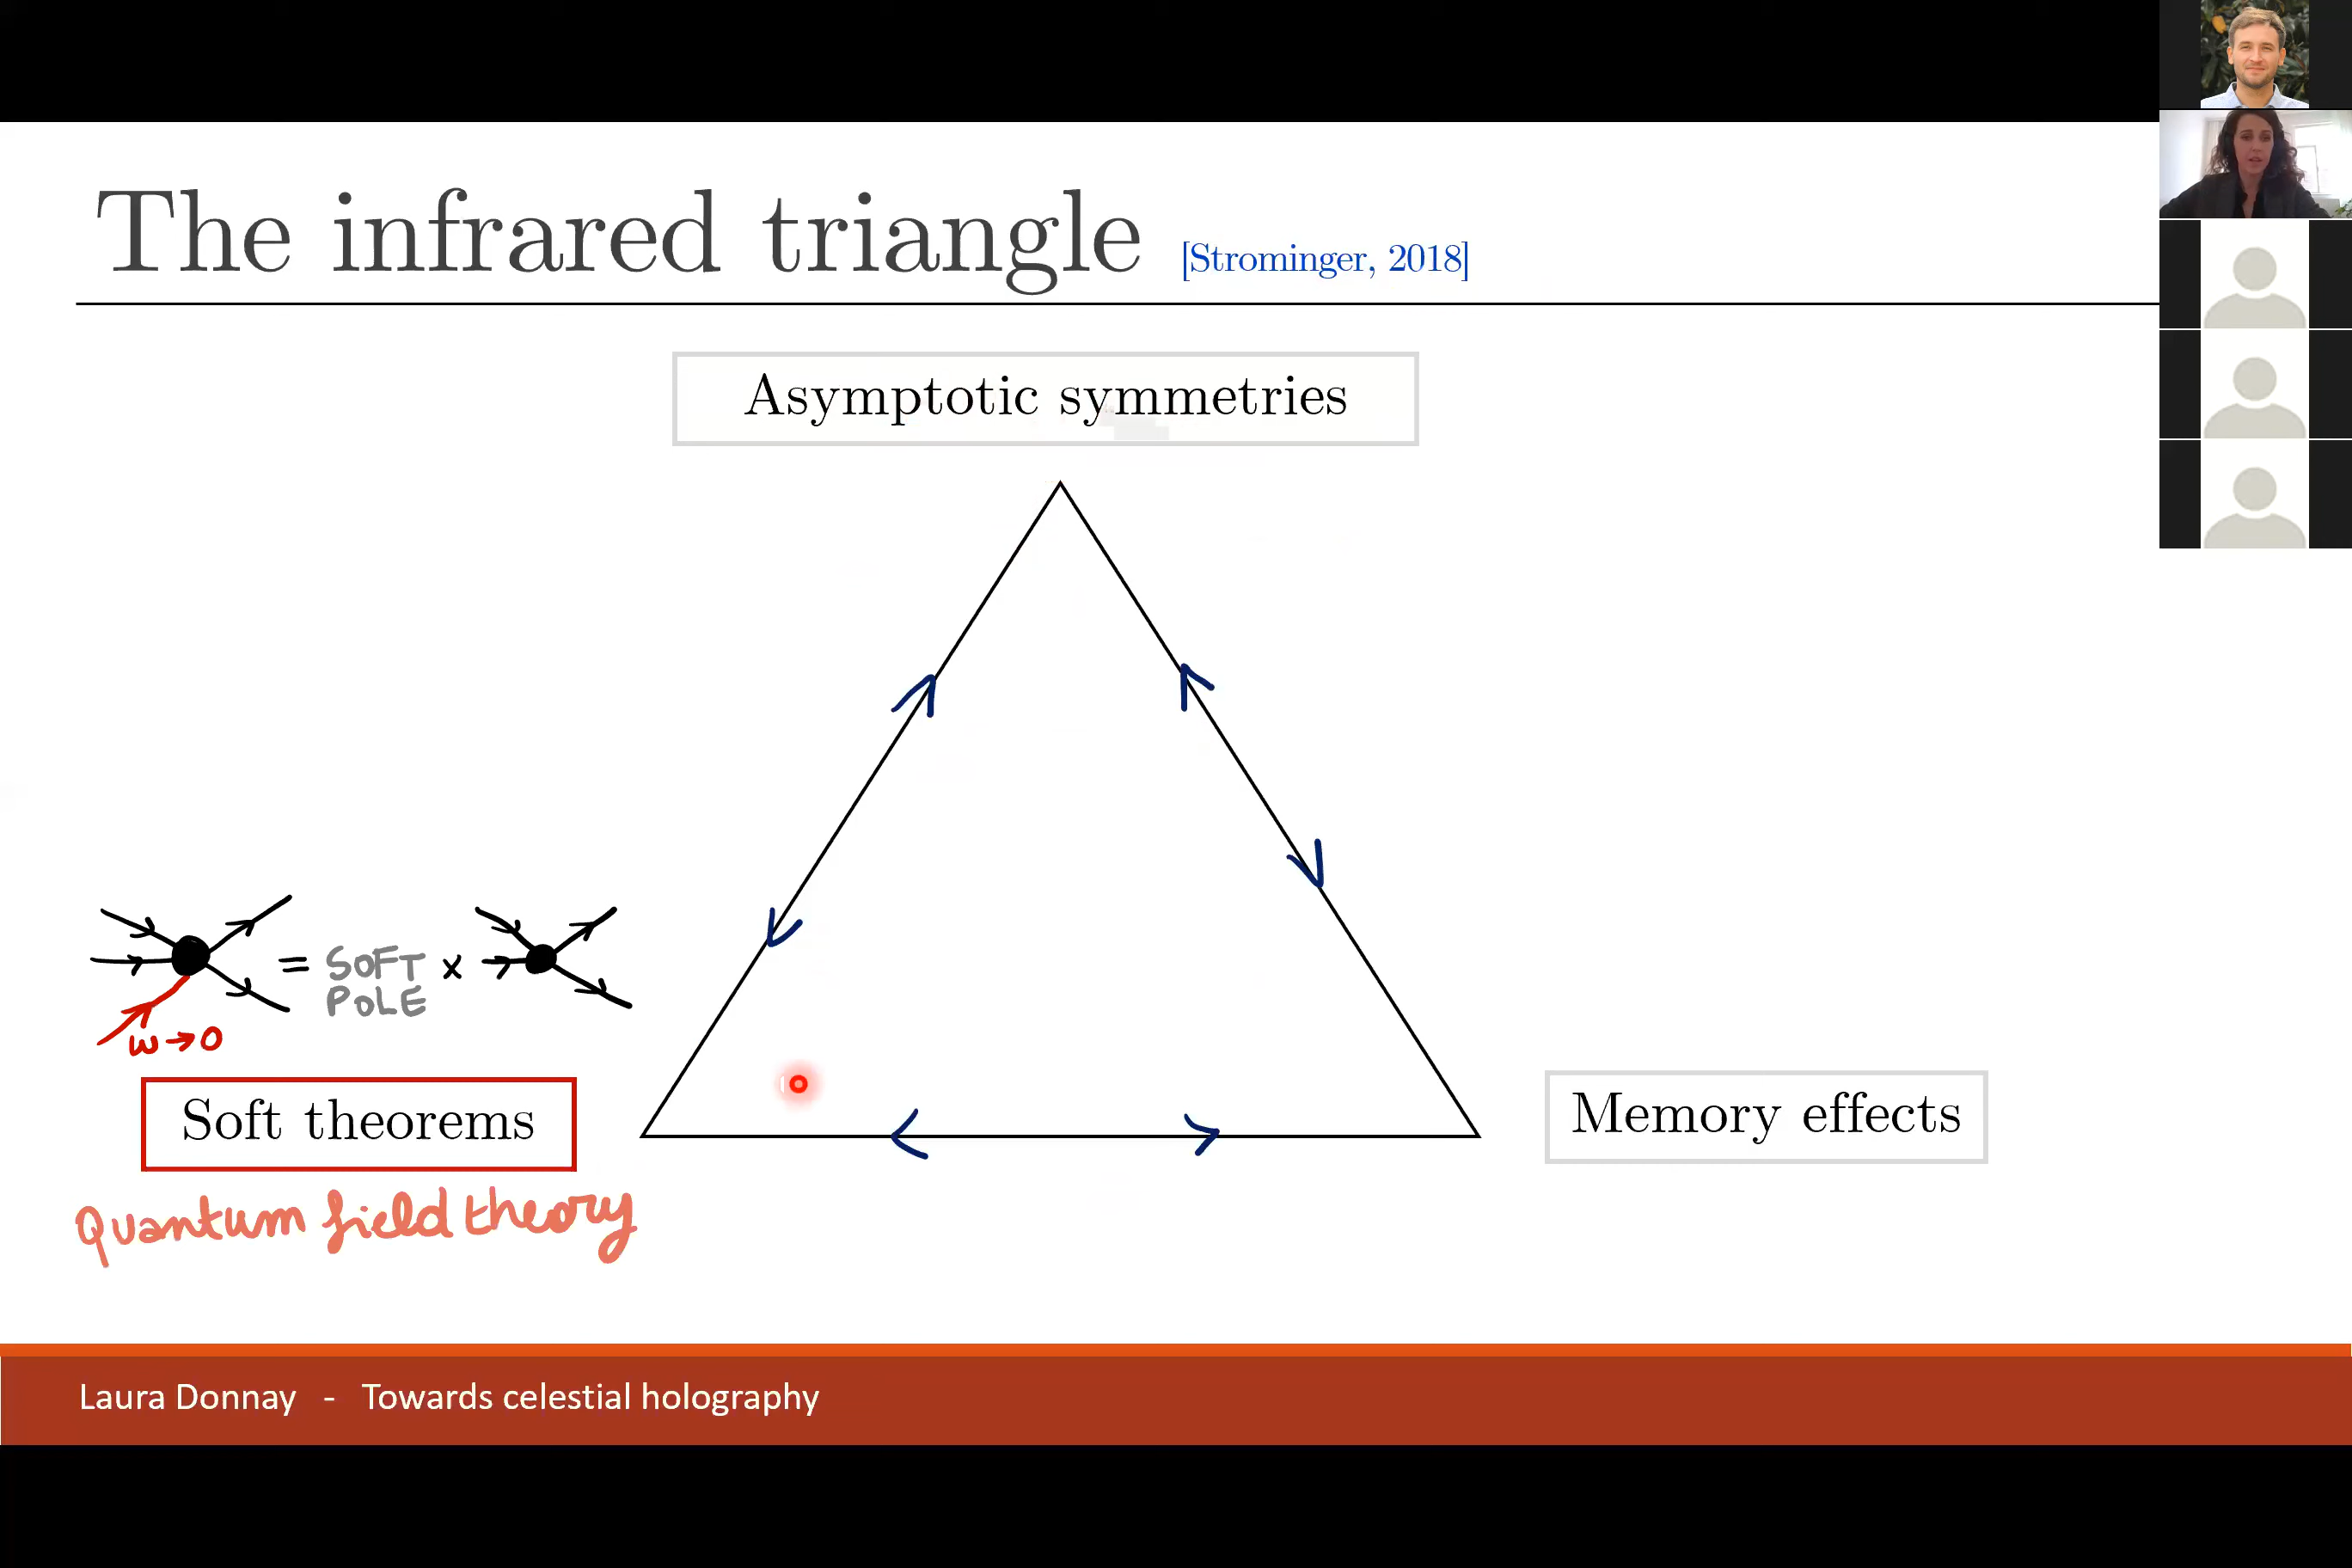 The infrared triangle [Strominger, 2018]
Asymptotic symmetries
= SOFT POLE ×
ω→0
Soft theorems
Memory effects
Quantum field theory
Laura Donnay - Towards celestial holography